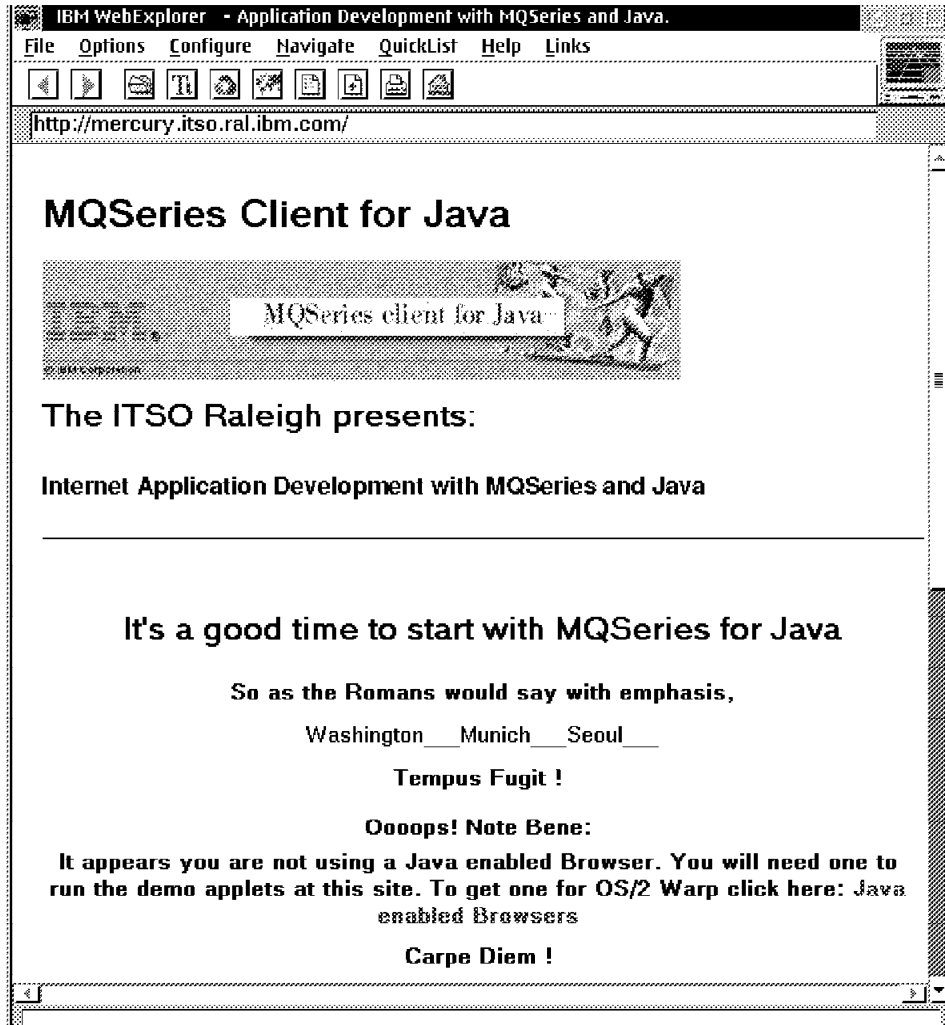 IBM WebExplorer - Application Development with MQSeries and Java.
File Options Configure Navigate QuickList Help Links
http://mercury.itso.ral.ibm.com/
MQSeries Client for Java
IBM®
MQSeries client for Java
© IBM Corporation
The ITSO Raleigh presents:
Internet Application Development with MQSeries and Java
It's a good time to start with MQSeries for Java
So as the Romans would say with emphasis,
Washington___Munich___Seoul___
Tempus Fugit !
Oooops! Note Bene:
It appears you are not using a Java enabled Browser. You will need one to
run the demo applets at this site. To get one for OS/2 Warp click here: Java
enabled Browsers
Carpe Diem !